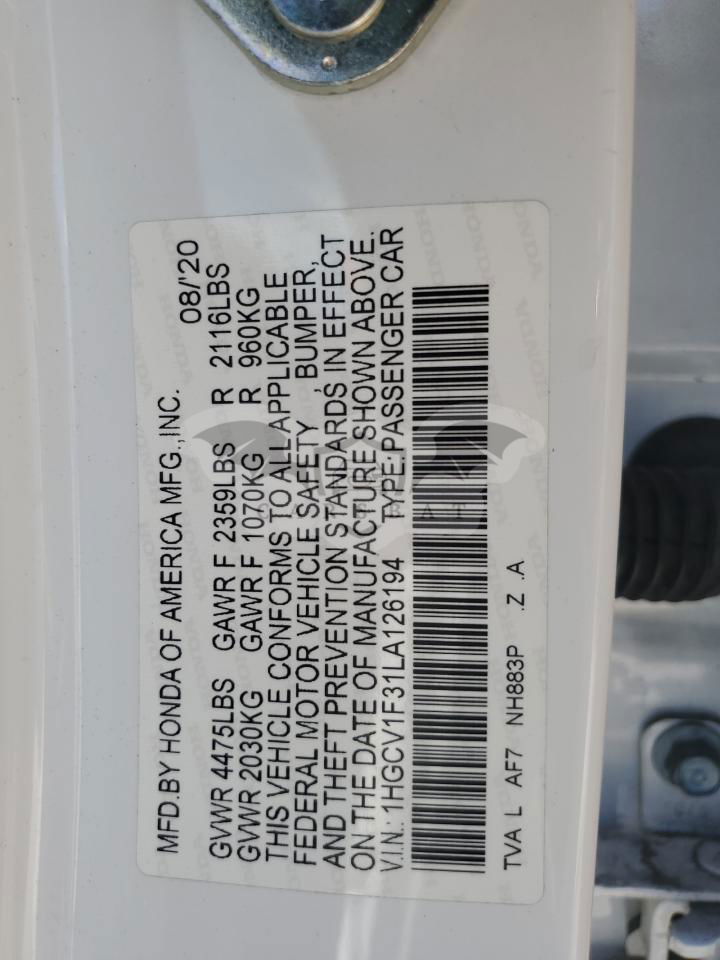 MFD.BY HONDA OF AMERICA MFG.,INC. 08/'20
GVWR 4475LBS GAWR F 2359LBS R 2116LBS
GVWR 2030KG GAWR F 1070KG R 960KG
THIS VEHICLE CONFORMS TO ALL APPLICABLE
FEDERAL MOTOR VEHICLE SAFETY, BUMPER,
AND THEFT PREVENTION STANDARDS IN EFFECT
ON THE DATE OF MANUFACTURE SHOWN ABOVE.
V.I.N.: 1HGCV1F31LA126194 TYPE: PASSENGER CAR
TVA L AF7 NH883P .Z .A